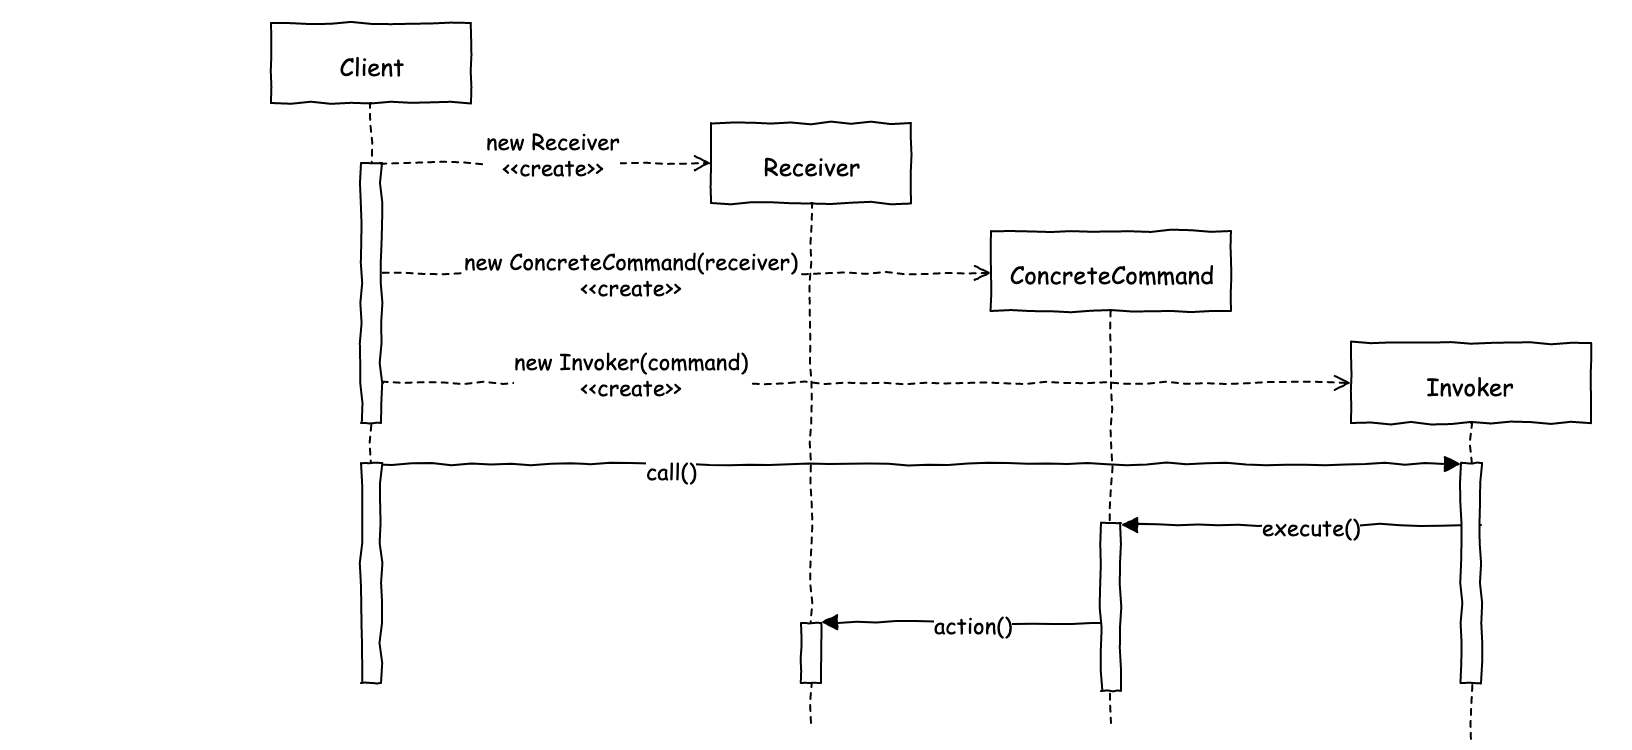 Client
new Receiver
<<create>>
Receiver
new ConcreteCommand(receiver)
<<create>>
ConcreteCommand
new Invoker(command)
<<create>>
Invoker
call()
execute()
action()